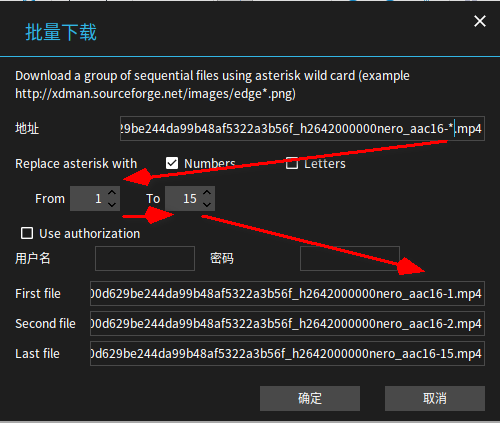 批量下载
Download a group of sequential files using asterisk wild card (example
http://xdman.sourceforge.net/images/edge*.png)
地址 29be244da99b48af5322a3b56f_h2642000000nero_aac16-*.mp4
Replace asterisk with Numbers Letters
From 1 To 15
Use authorization
用户名 密码
First file 00d629be244da99b48af5322a3b56f_h2642000000nero_aac16-1.mp4
Second file 00d629be244da99b48af5322a3b56f_h2642000000nero_aac16-2.mp4
Last file 0d629be244da99b48af5322a3b56f_h2642000000nero_aac16-15.mp4
确定 取消